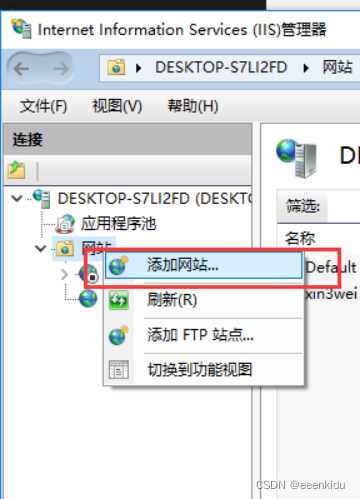 Internet Information Services (IIS)管理器
DESKTOP-S7LI2FD 网站
文件(F) 视图(V) 帮助(H)
连接
DESKTOP-S7LI2FD (DESKT
应用程序池
网站
添加网站...
刷新(R)
添加 FTP 站点...
切换到功能视图
筛选:
名称
Default
xin3wei
CSDN @eeenkidu